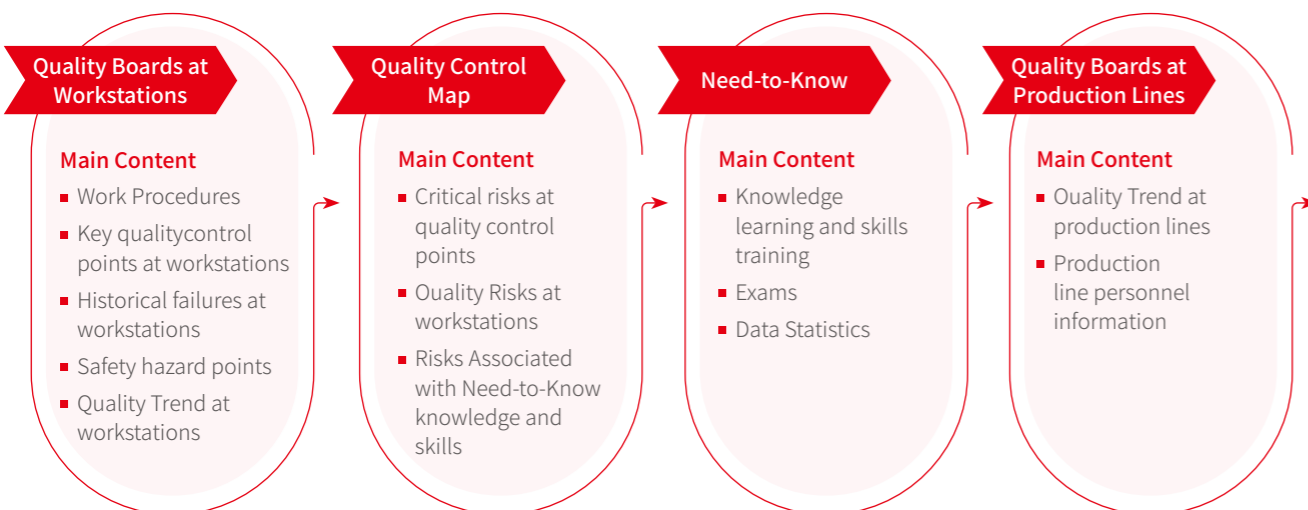 Quality Boards at
Workstations
Main Content
Work Procedures
Key qualitycontrol
points at workstations
Historical failures at
workstations
Safety hazard points
Quality Trend at
workstations
Quality Control
Map
Main Content
Critical risks at
quality control
points
Ouality Risks at
workstations
Risks Associated
with Need-to-Know
knowledge and
skills
Need-to-Know
Main Content
Knowledge
learning and skills
training
Exams
Data Statistics
Quality Boards at
Production Lines
Main Content
Ouality Trend at
production lines
Production
line personnel
information